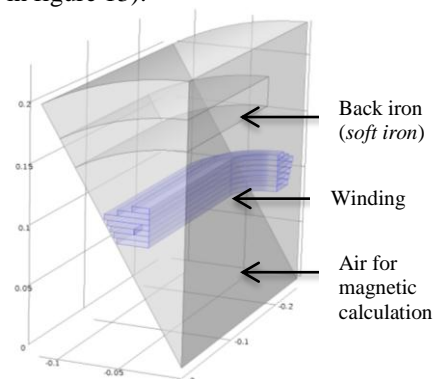 in figure 15).
Back iron
(soft iron)
Winding
Air for
magnetic
calculation
0.2
0.15
0.1
0.05
0
-0.1
-0.05
-0.1
-0.2